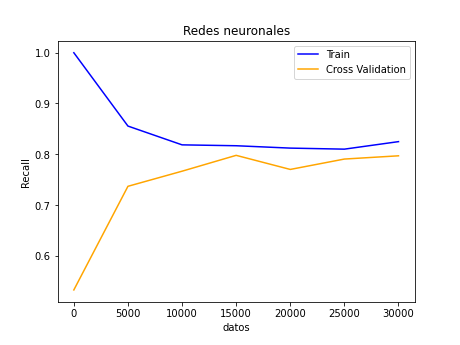 Redes neuronales
Train
Cross Validation
Recall
1.0
0.9
0.8
0.7
0.6
0
5000
10000
15000
20000
25000
30000
datos